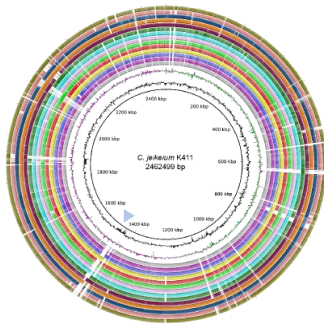 2400 kbp
200 kbp
2200 kbp
400 kbp
2000 kbp
C. jeikeium K411
600 kbp
2462499 bp
1800 kbp
800 kbp
1600 kbp
1000 kbp
1400 kbp
1200 kbp